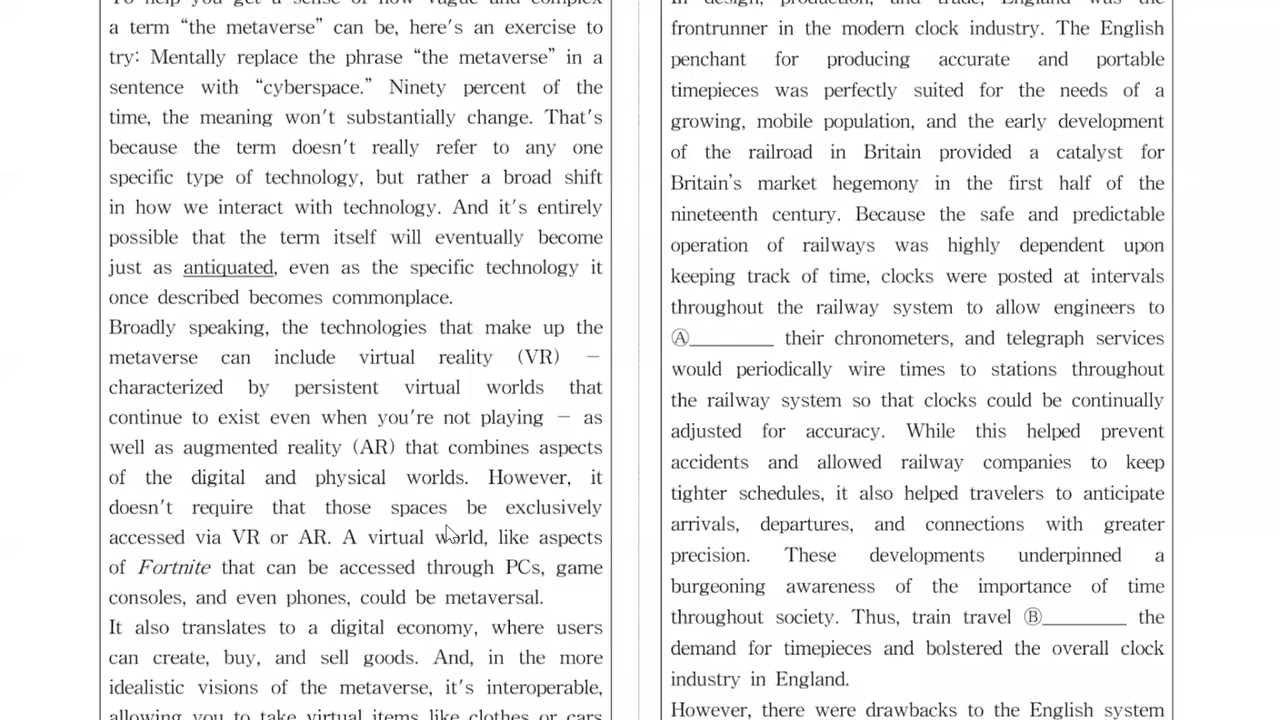 To help you get a sense of how vague and complex
a term “the metaverse” can be, here's an exercise to
try: Mentally replace the phrase “the metaverse” in a
sentence with “cyberspace.” Ninety percent of the
time, the meaning won't substantially change. That's
because the term doesn't really refer to any one
specific type of technology, but rather a broad shift
in how we interact with technology. And it's entirely
possible that the term itself will eventually become
just as antiquated, even as the specific technology it
once described becomes commonplace.
Broadly speaking, the technologies that make up the
metaverse can include virtual reality (VR) —
characterized by persistent virtual worlds that
continue to exist even when you're not playing — as
well as augmented reality (AR) that combines aspects
of the digital and physical worlds. However, it
doesn't require that those spaces be exclusively
accessed via VR or AR. A virtual world, like aspects
of Fortnite that can be accessed through PCs, game
consoles, and even phones, could be metaversal.
It also translates to a digital economy, where users
can create, buy, and sell goods. And, in the more
idealistic visions of the metaverse, it's interoperable,
allowing you to take virtual items like clothes or cars
In design, production, and trade, England was the
frontrunner in the modern clock industry. The English
penchant for producing accurate and portable
timepieces was perfectly suited for the needs of a
growing, mobile population, and the early development
of the railroad in Britain provided a catalyst for
Britain's market hegemony in the first half of the
nineteenth century. Because the safe and predictable
operation of railways was highly dependent upon
keeping track of time, clocks were posted at intervals
throughout the railway system to allow engineers to
Ⓐ________ their chronometers, and telegraph services
would periodically wire times to stations throughout
the railway system so that clocks could be continually
adjusted for accuracy. While this helped prevent
accidents and allowed railway companies to keep
tighter schedules, it also helped travelers to anticipate
arrivals, departures, and connections with greater
precision. These developments underpinned a
burgeoning awareness of the importance of time
throughout society. Thus, train travel Ⓑ________ the
demand for timepieces and bolstered the overall clock
industry in England.
However, there were drawbacks to the English system